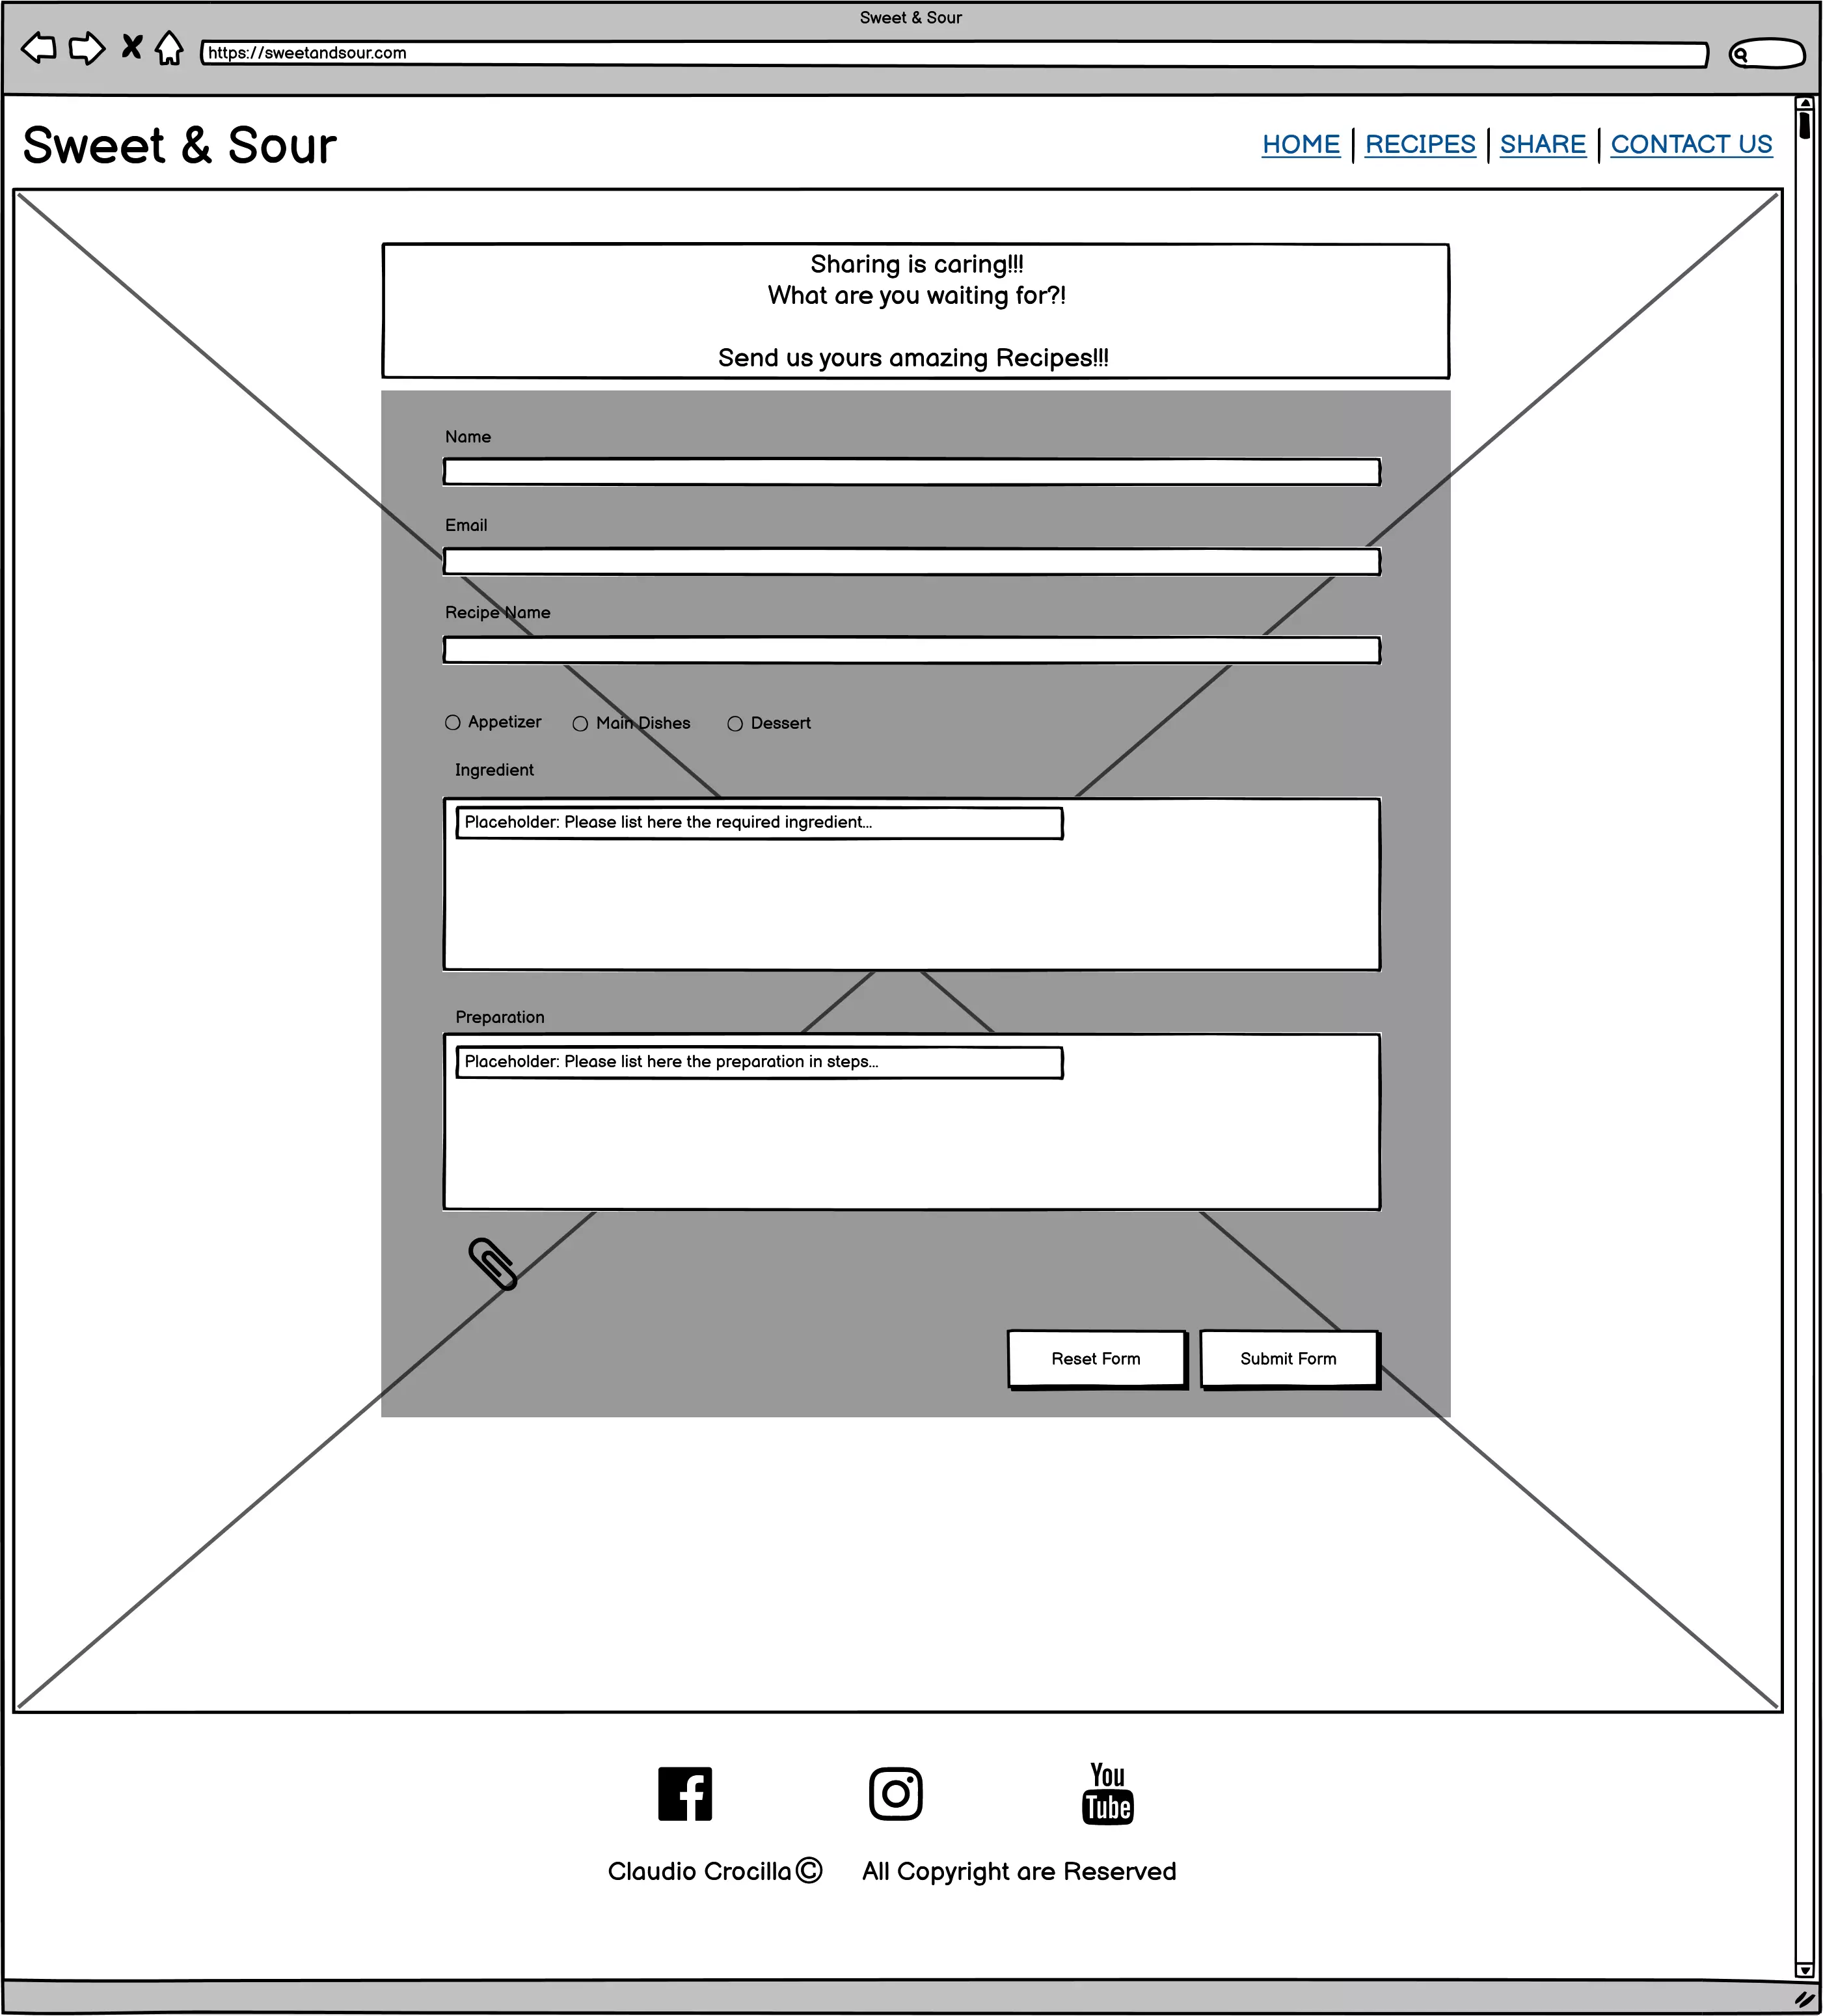 Sweet & Sour
https://sweetandsour.com
Sweet & Sour
HOME | RECIPES | SHARE | CONTACT US
Sharing is caring!!!
What are you waiting for?!
Send us yours amazing Recipes!!!
Name
Email
Recipe Name
Appetizer Main Dishes Dessert
Ingredient
Placeholder: Please list here the required ingredient...
Preparation
Placeholder: Please list here the preparation in steps...
Reset Form Submit Form
You
Tube
Claudio Crocilla © All Copyright are Reserved